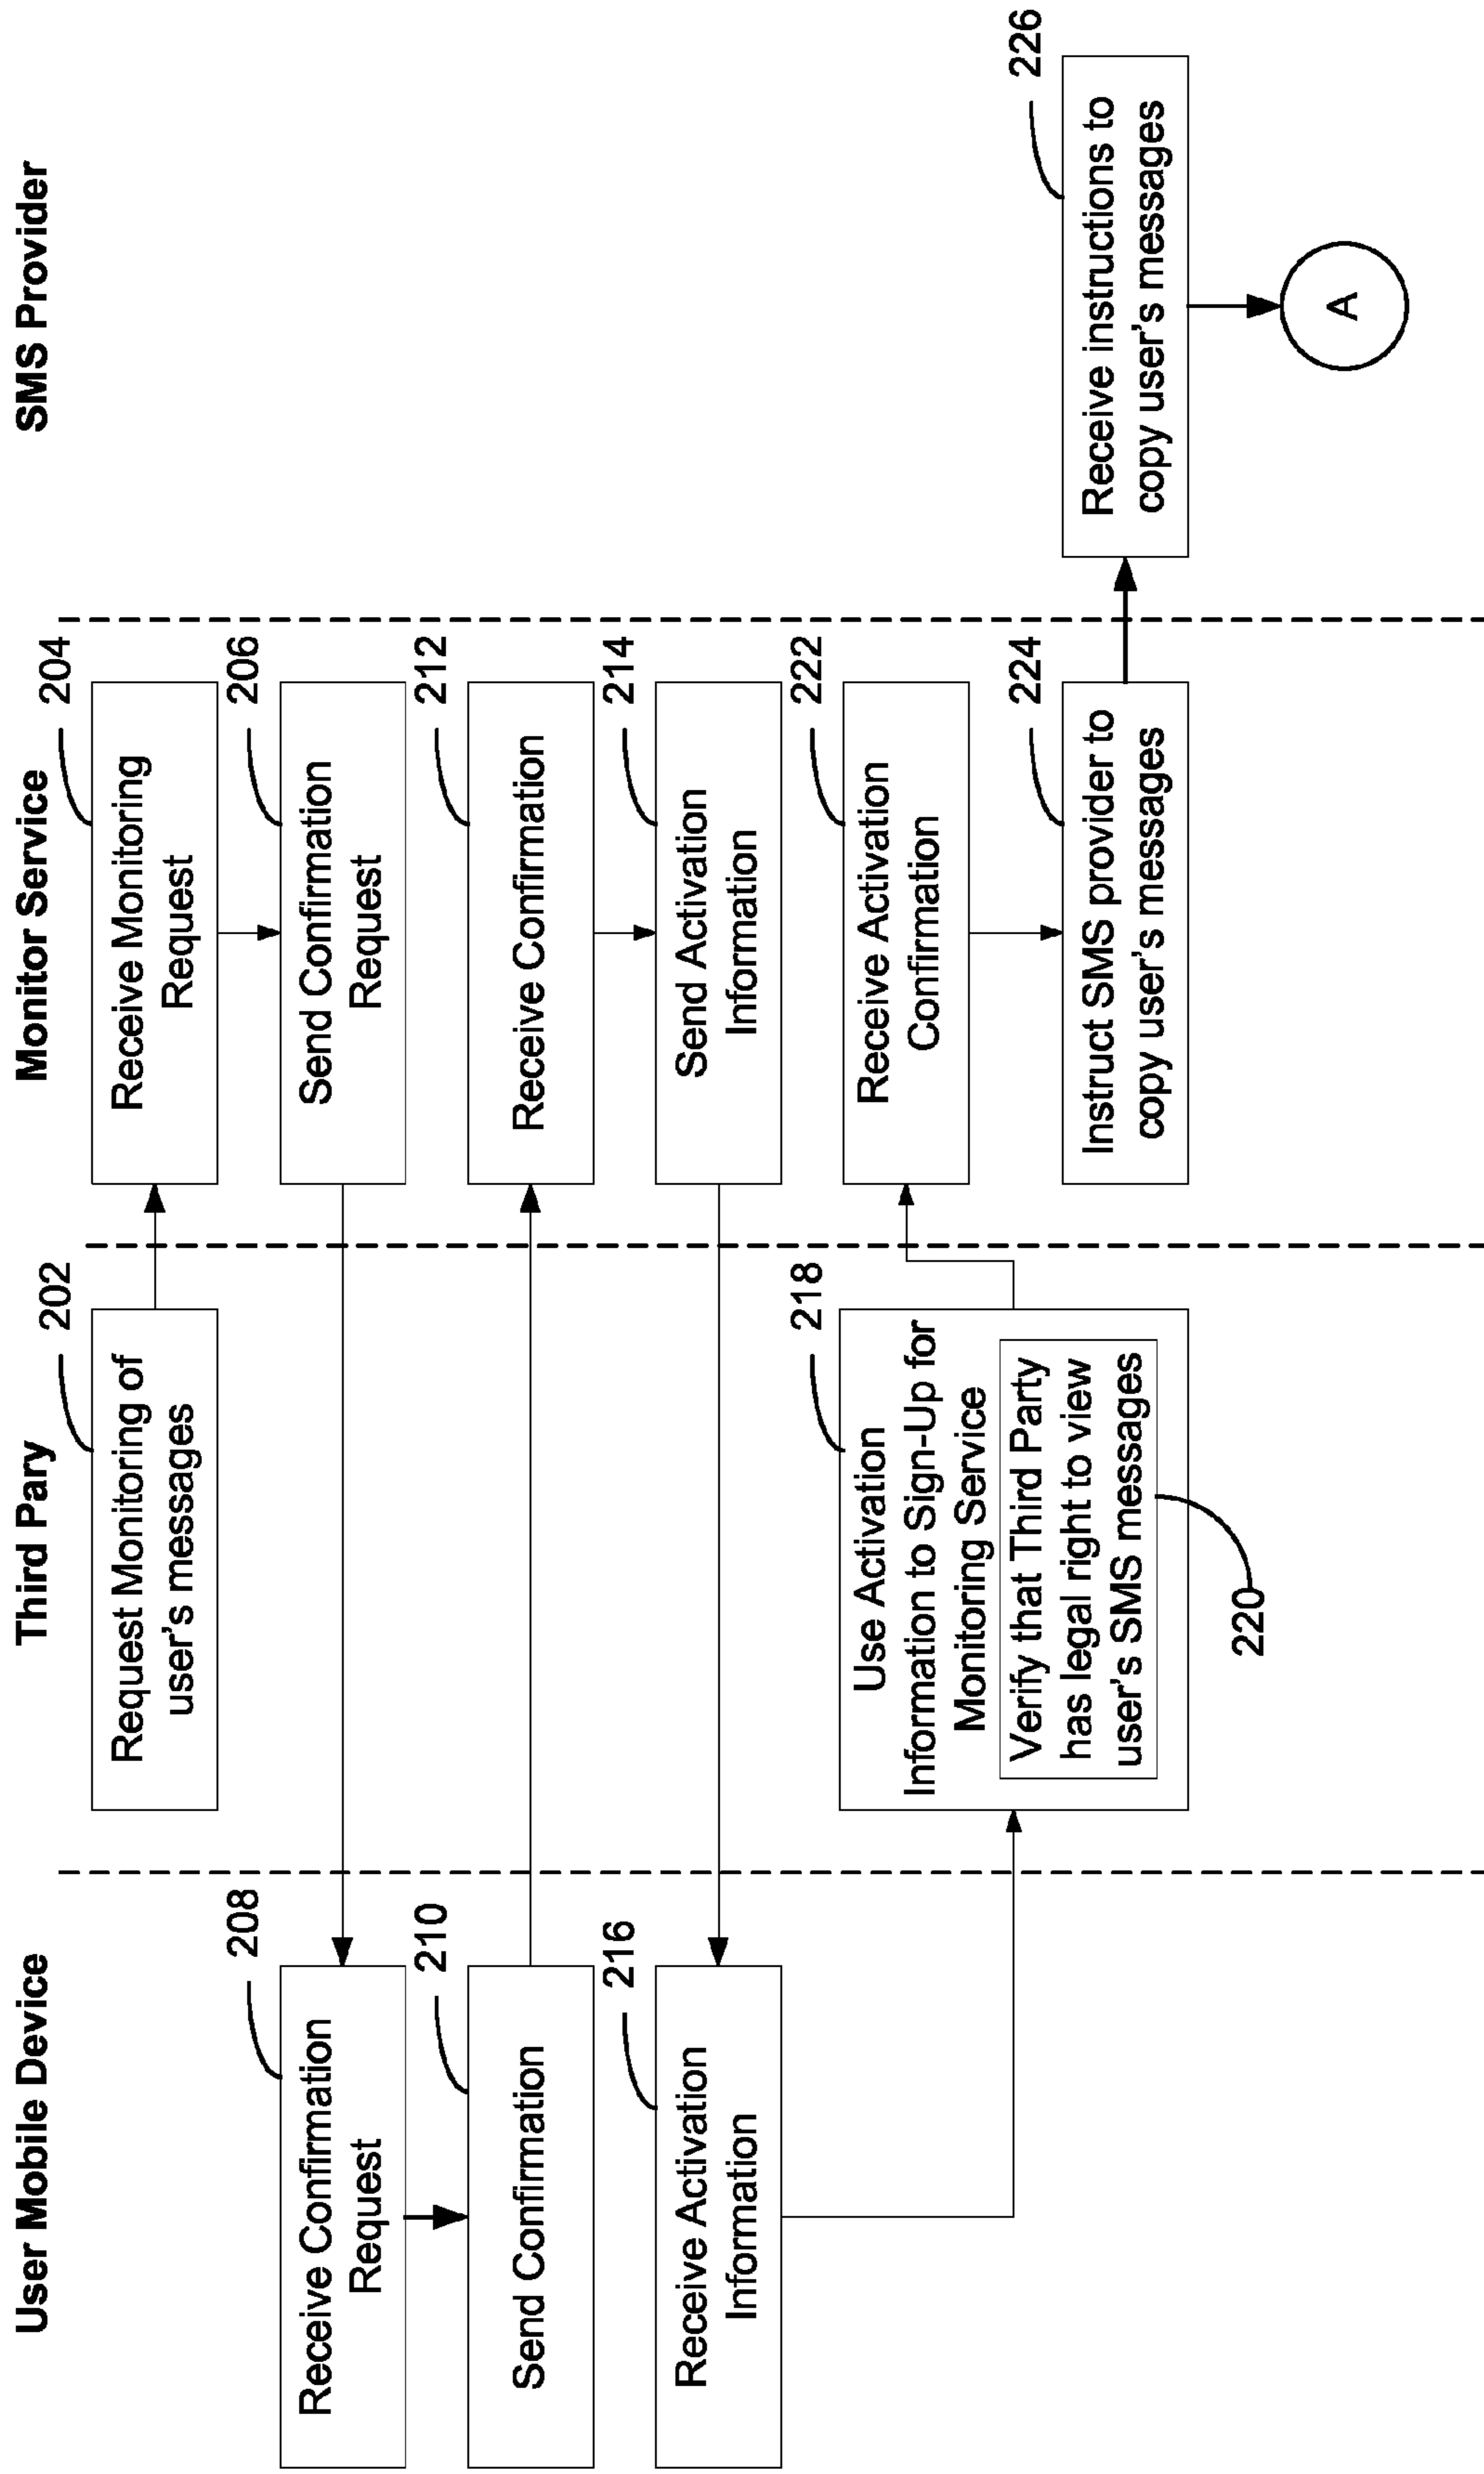 User Mobile Device
Third Pary
Monitor Service
SMS Provider
202
Request Monitoring of
user's messages
204
Receive Monitoring
Request
206
Send Confirmation
Request
208
Receive Confirmation
Request
210
Send Confirmation
212
Receive Confirmation
214
Send Activation
Information
216
Receive Activation
Information
218
Use Activation
Information to Sign-Up for
Monitoring Service
Verify that Third Party
has legal right to view
user's SMS messages
220
222
Receive Activation
Confirmation
224
Instruct SMS provider to
copy user's messages
226
Receive instructions to
copy user's messages
A